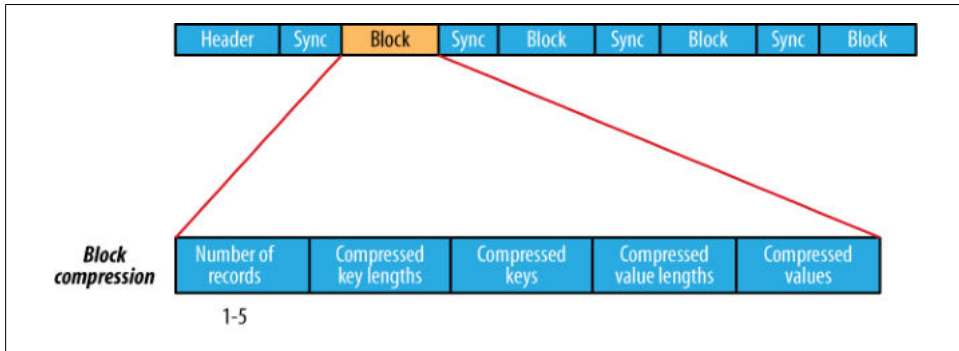 Header Sync Block Sync Block Sync Block Sync Block
Block
compression
Number of
records
Compressed
key lengths
Compressed
keys
Compressed
value lengths
Compressed
values
1-5